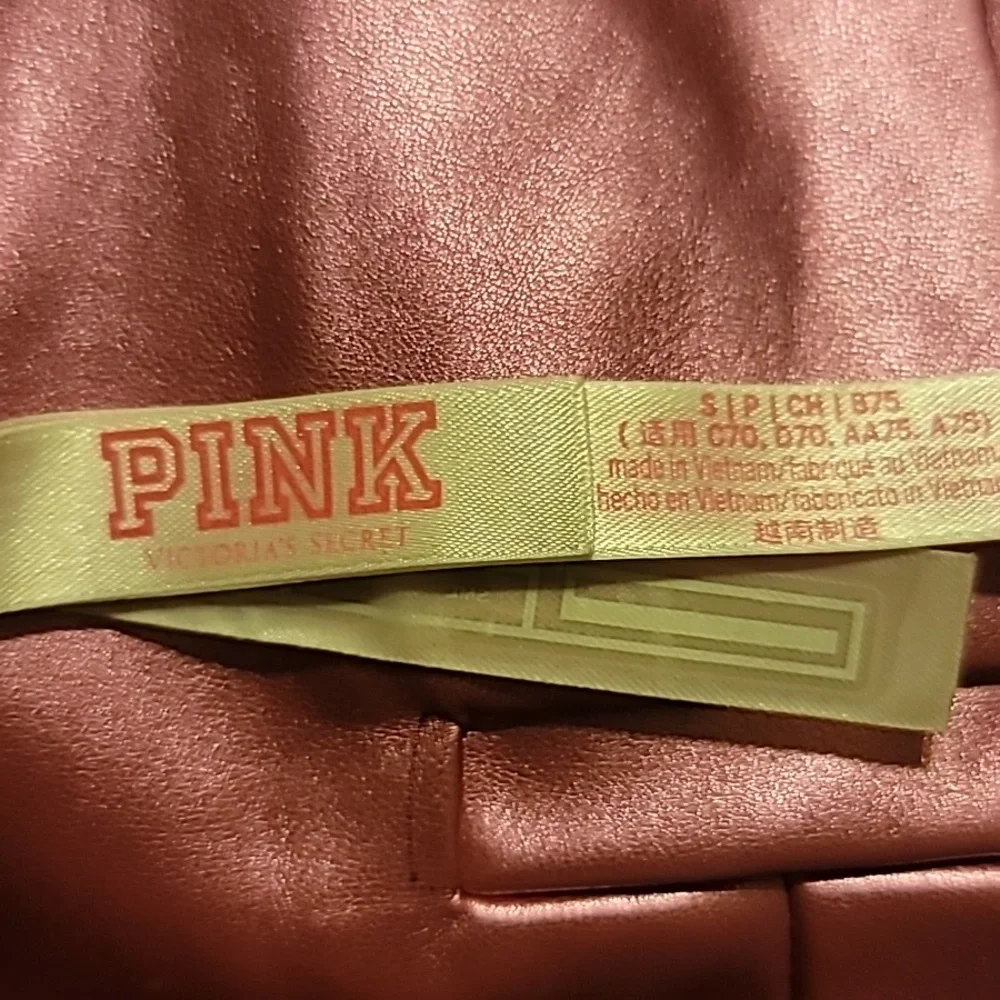 PINK
VICTORIA'S SECRET
S | P | CH | B75
( 适用 C70, D70, AA75, A75)
made in Vietnam/fabriqué au Vietnam
hecho en Vietnam/fabbricato in Vietnam
越南制造